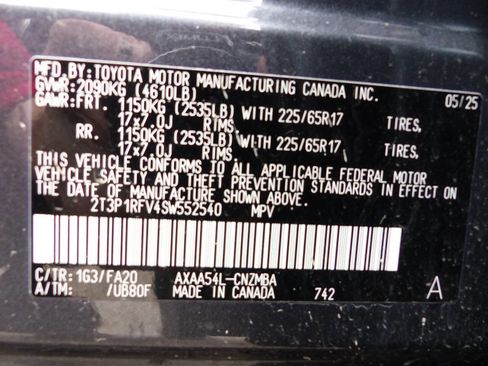 MFD.BY: TOYOTA MOTOR MANUFACTURING CANADA INC.
GVWR: 2090KG (4610LB) 05/25
GAWR: FRT. 1150KG (2535LB) WITH 225/65R17 TIRES,
17x7.0J RIMS,
RR. 1150KG (2535LB) WITH 225/65R17 TIRES,
17x7.0J RIMS,
THIS VEHICLE CONFORMS TO ALL APPLICABLE FEDERAL MOTOR
VEHICLE SAFETY AND THEFT PREVENTION STANDARDS IN EFFECT ON
THE DATE OF MANUFACTURE SHOWN ABOVE.
2T3P1RFV4SW552540 MPV
C/TR: 1G3/FA20 AXAA54L-CNZMBA
A/TM: /UB80F MADE IN CANADA 742 A